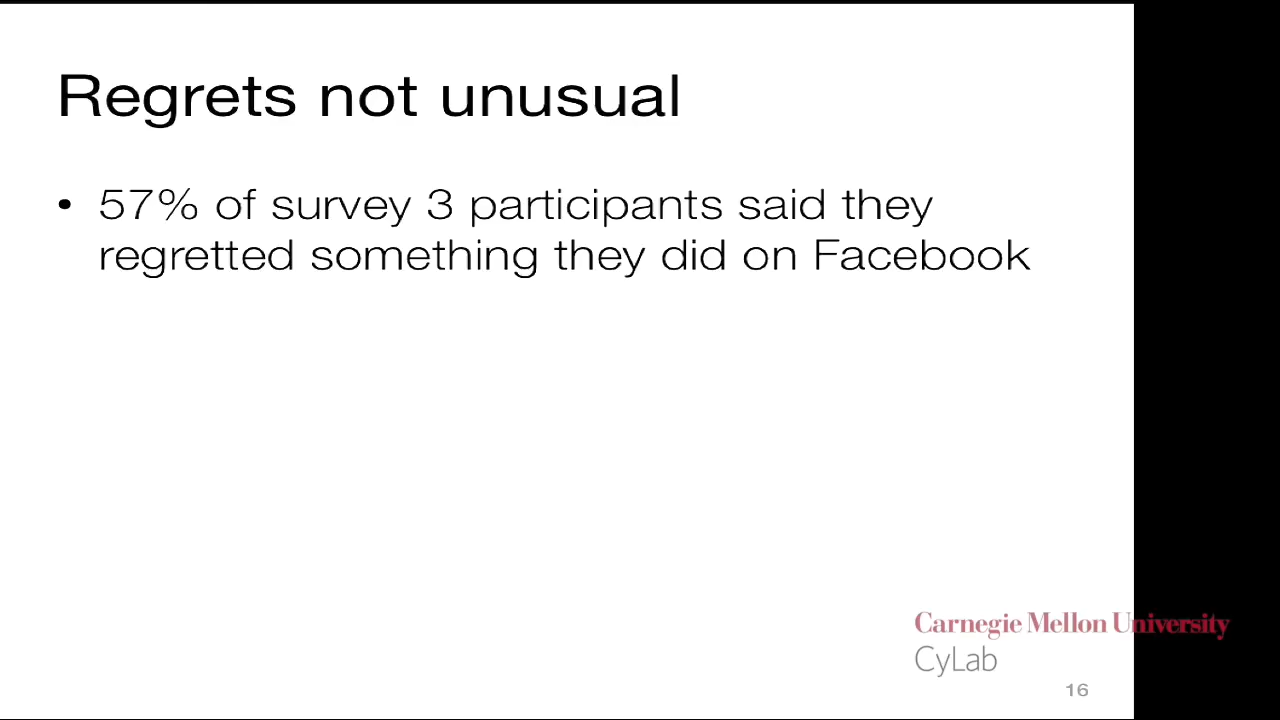 Regrets not unusual
• 57% of survey 3 participants said they
regretted something they did on Facebook
Carnegie Mellon University
CyLab
16